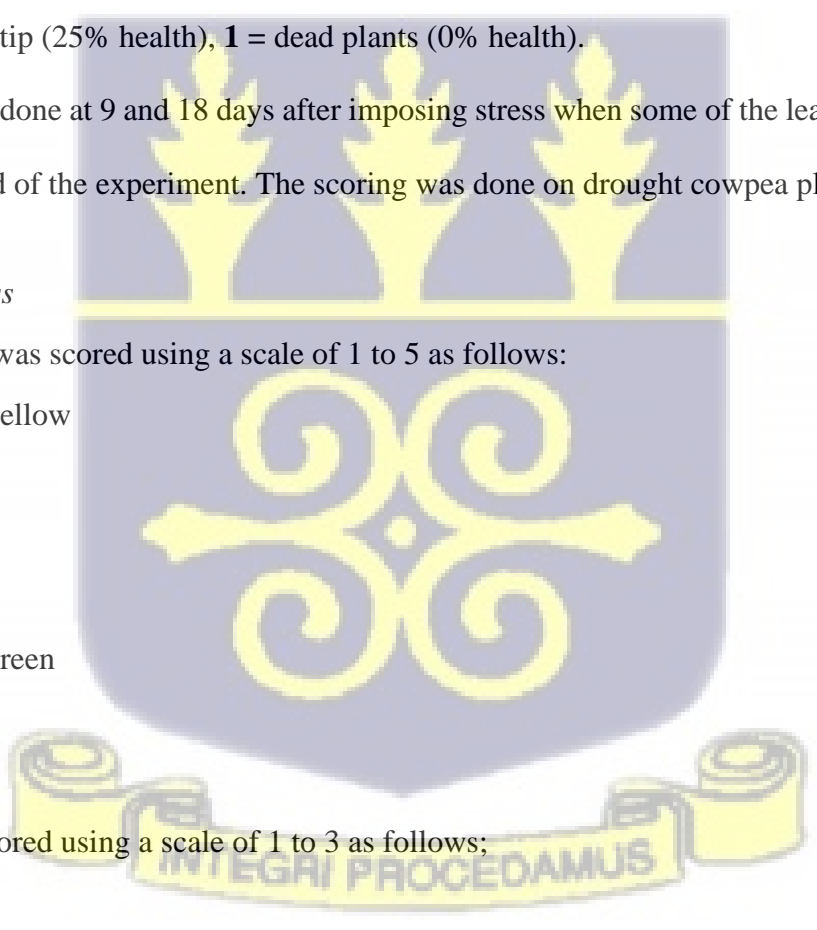 tip (25% health), 1 = dead plants (0% health).
done at 9 and 18 days after imposing stress when some of the lea
d of the experiment. The scoring was done on drought cowpea pl
ss
was scored using a scale of 1 to 5 as follows:
ellow
reen
ored using a scale of 1 to 3 as follows;
INTEGRI PROCEDAMUS